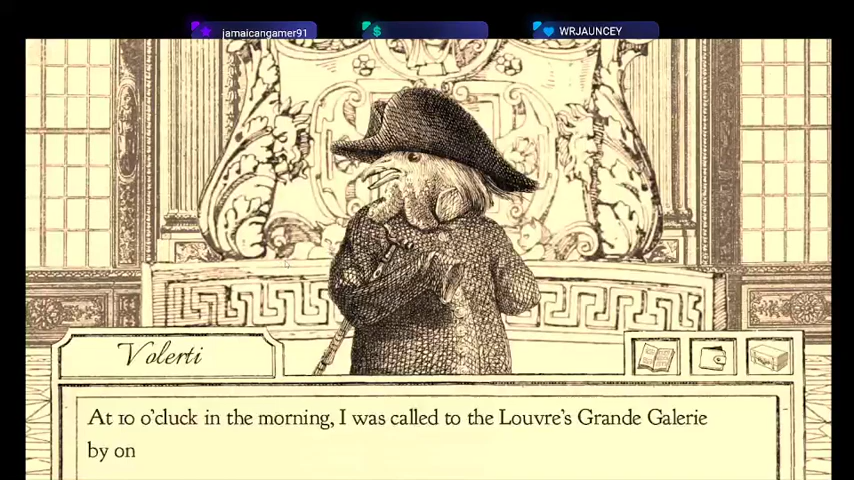 jamaicangamer91
$
WRJAUNCEY
Volerti
At 10 o'cluck in the morning, I was called to the Louvre's Grande Galerie
by on